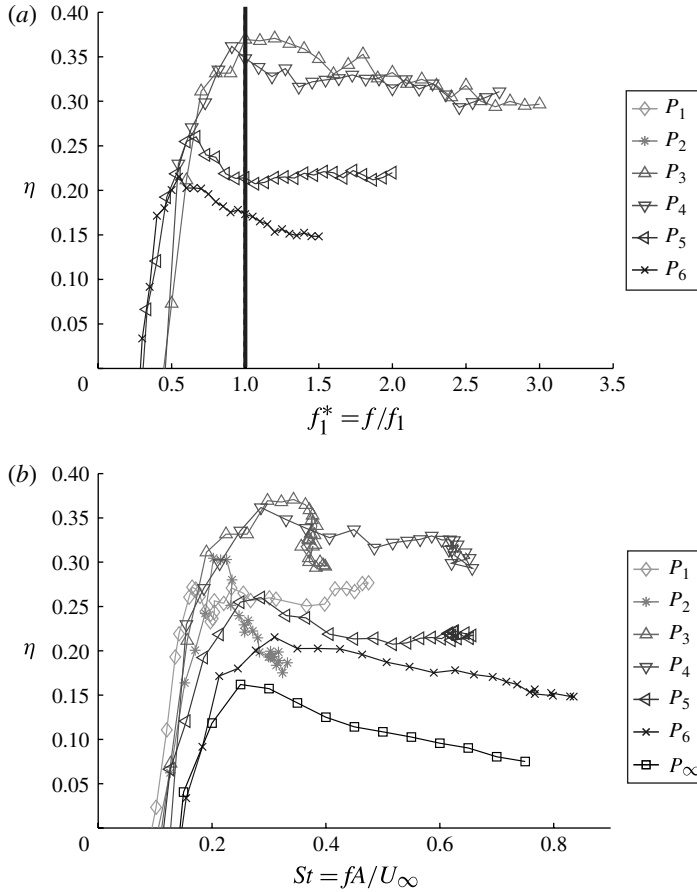 (a)
0.40
0.35
0.30
0.25
η
0.20
0.15
0.10
0.05
0
0.5
1.0
1.5
2.0
2.5
3.0
3.5
f₁* = f/f₁
P₁
P₂
P₃
P₄
P₅
P₆
(b)
0.40
0.35
0.30
0.25
η
0.20
0.15
0.10
0.05
0
0.2
0.4
0.6
0.8
St = fA/U∞
P₁
P₂
P₃
P₄
P₅
P₆
P∞